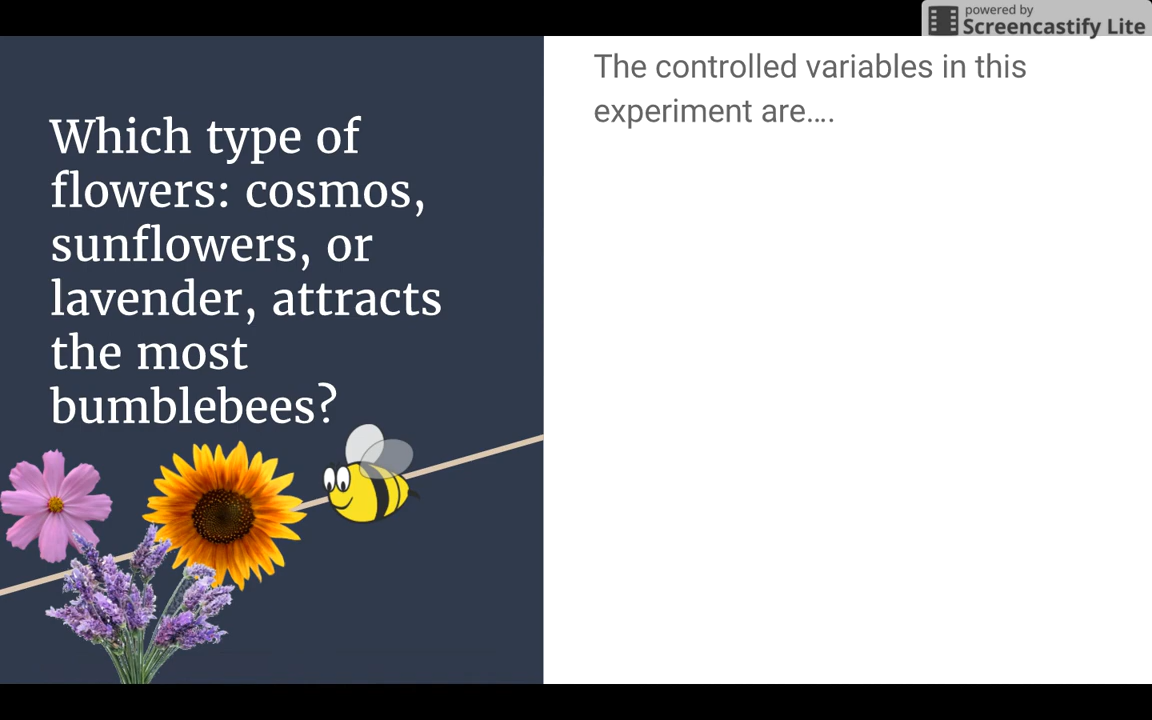 powered by
Screencastify Lite
Which type of
flowers: cosmos,
sunflowers, or
lavender, attracts
the most
bumblebees?
The controlled variables in this
experiment are....